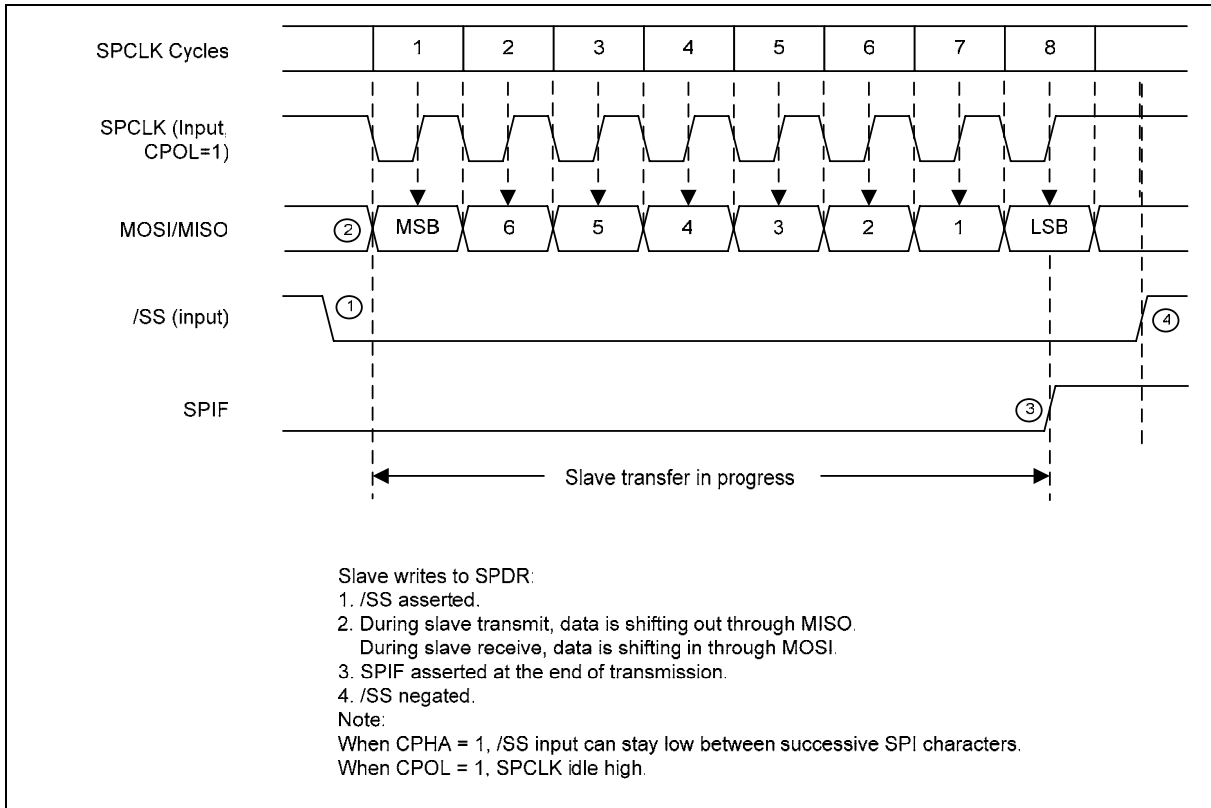 SPCLK Cycles
1 2 3 4 5 6 7 8
SPCLK (Input,
CPOL=1)
MOSI/MISO
2 MSB 6 5 4 3 2 1 LSB
/SS (input)
1
4
SPIF
3
Slave transfer in progress
Slave writes to SPDR:
1. /SS asserted.
2. During slave transmit, data is shifting out through MISO.
During slave receive, data is shifting in through MOSI.
3. SPIF asserted at the end of transmission.
4. /SS negated.
Note:
When CPHA = 1, /SS input can stay low between successive SPI characters.
When CPOL = 1, SPCLK idle high.